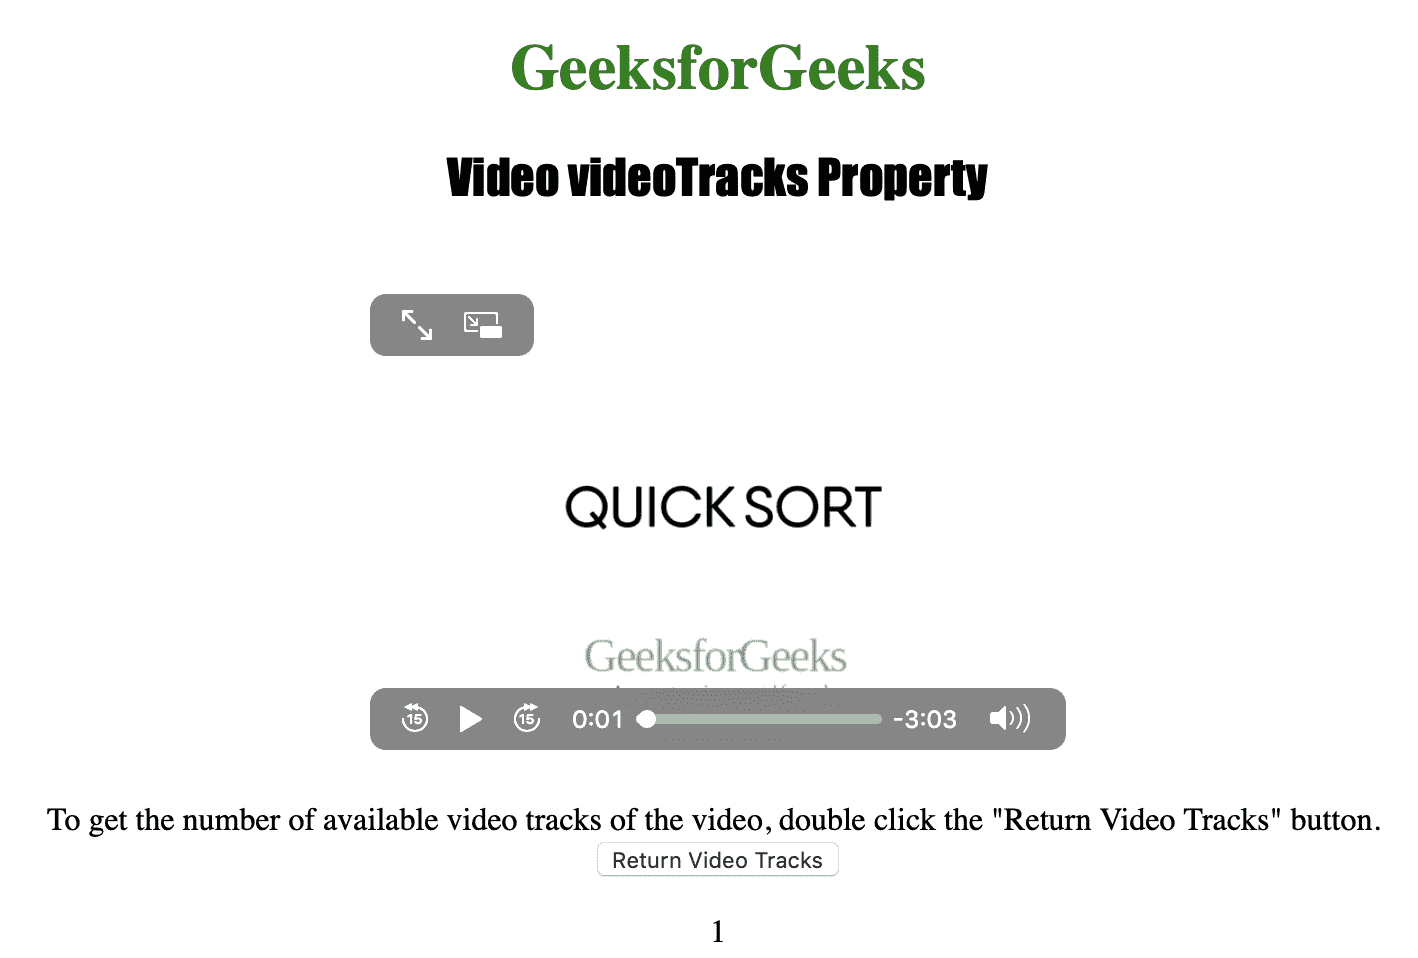 GeeksforGeeks
Video videoTracks Property
QUICK SORT
GeeksforGeeks
15 15 0:01 -3:03
To get the number of available video tracks of the video, double click the "Return Video Tracks" button.
Return Video Tracks
1